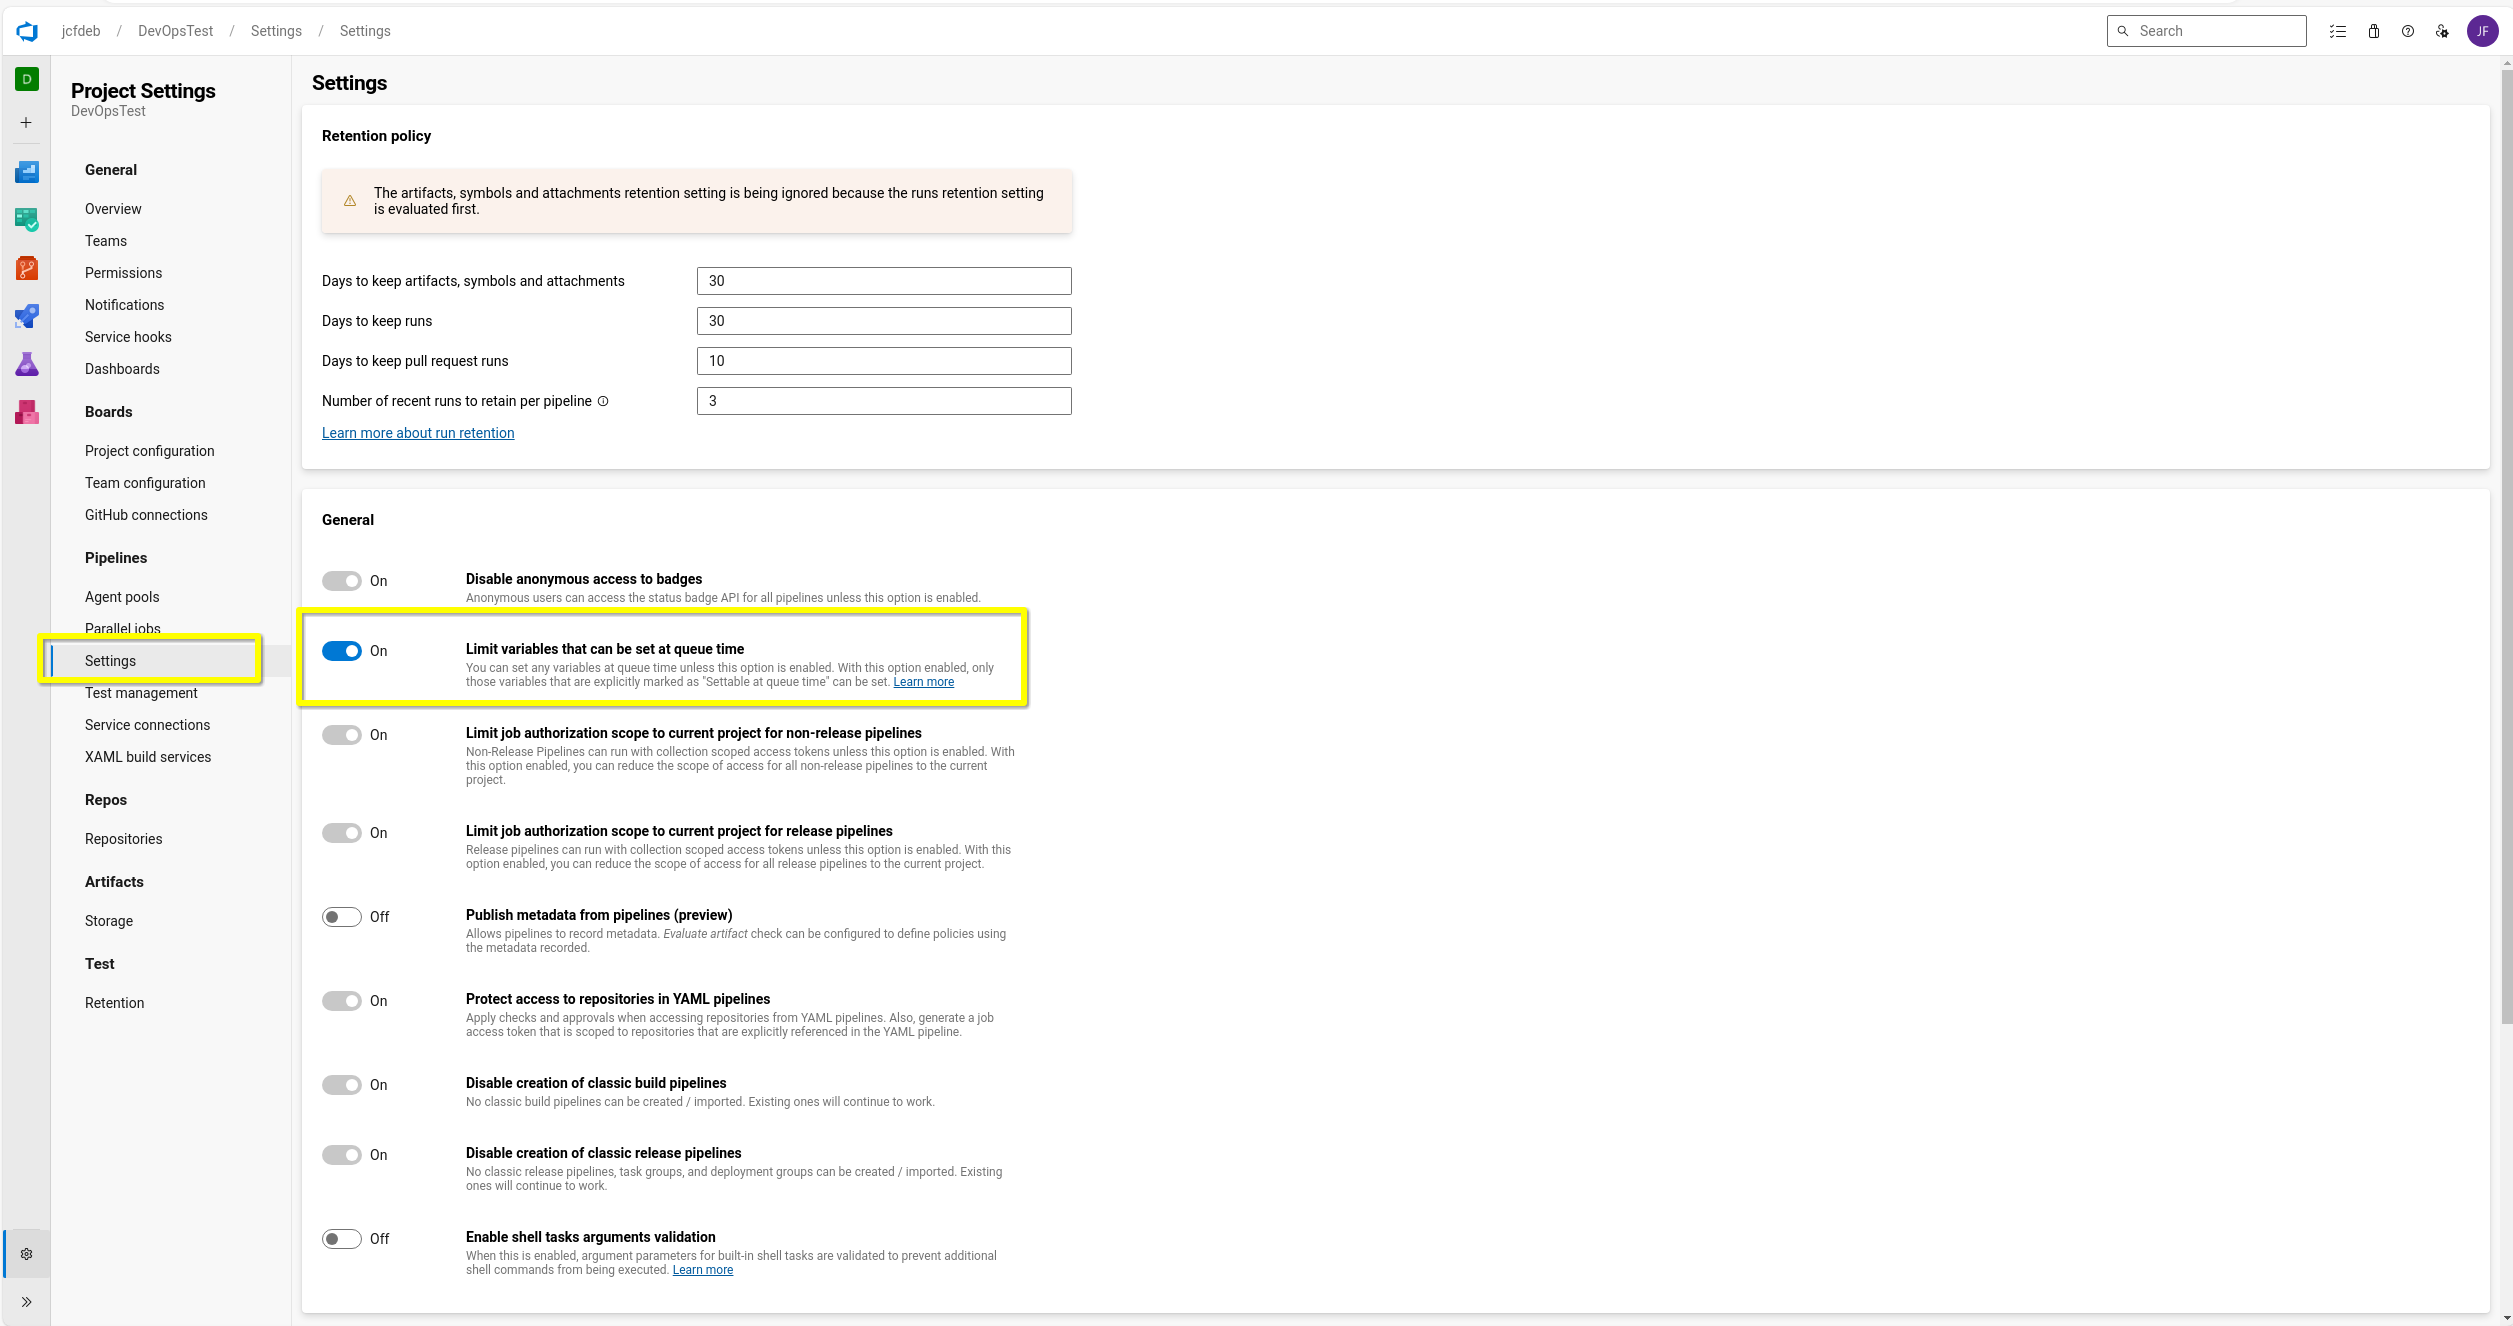 jcfdeb / DevOpsTest / Settings / Settings
Search
JF
D
Project Settings
DevOpsTest
General
Overview
Teams
Permissions
Notifications
Service hooks
Dashboards
Boards
Project configuration
Team configuration
GitHub connections
Pipelines
Agent pools
Parallel jobs
Settings
Test management
Service connections
XAML build services
Repos
Repositories
Artifacts
Storage
Test
Retention
Settings
Retention policy
The artifacts, symbols and attachments retention setting is being ignored because the runs retention setting
is evaluated first.
Days to keep artifacts, symbols and attachments 30
Days to keep runs 30
Days to keep pull request runs 10
Number of recent runs to retain per pipeline 3
Learn more about run retention
General
On Disable anonymous access to badges
Anonymous users can access the status badge API for all pipelines unless this option is enabled.
On Limit variables that can be set at queue time
You can set any variables at queue time unless this option is enabled. With this option enabled, only
those variables that are explicitly marked as "Settable at queue time" can be set. Learn more
On Limit job authorization scope to current project for non-release pipelines
Non-Release Pipelines can run with collection scoped access tokens unless this option is enabled. With
this option enabled, you can reduce the scope of access for all non-release pipelines to the current
project.
On Limit job authorization scope to current project for release pipelines
Release pipelines can run with collection scoped access tokens unless this option is enabled. With this
option enabled, you can reduce the scope of access for all release pipelines to the current project.
Off Publish metadata from pipelines (preview)
Allows pipelines to record metadata. Evaluate artifact check can be configured to define policies using
the metadata recorded.
On Protect access to repositories in YAML pipelines
Apply checks and approvals when accessing repositories from YAML pipelines. Also, generate a job
access token that is scoped to repositories that are explicitly referenced in the YAML pipeline.
On Disable creation of classic build pipelines
No classic build pipelines can be created / imported. Existing ones will continue to work.
On Disable creation of classic release pipelines
No classic release pipelines, task groups, and deployment groups can be created / imported. Existing
ones will continue to work.
Off Enable shell tasks arguments validation
When this is enabled, argument parameters for built-in shell tasks are validated to prevent additional
shell commands from being executed. Learn more